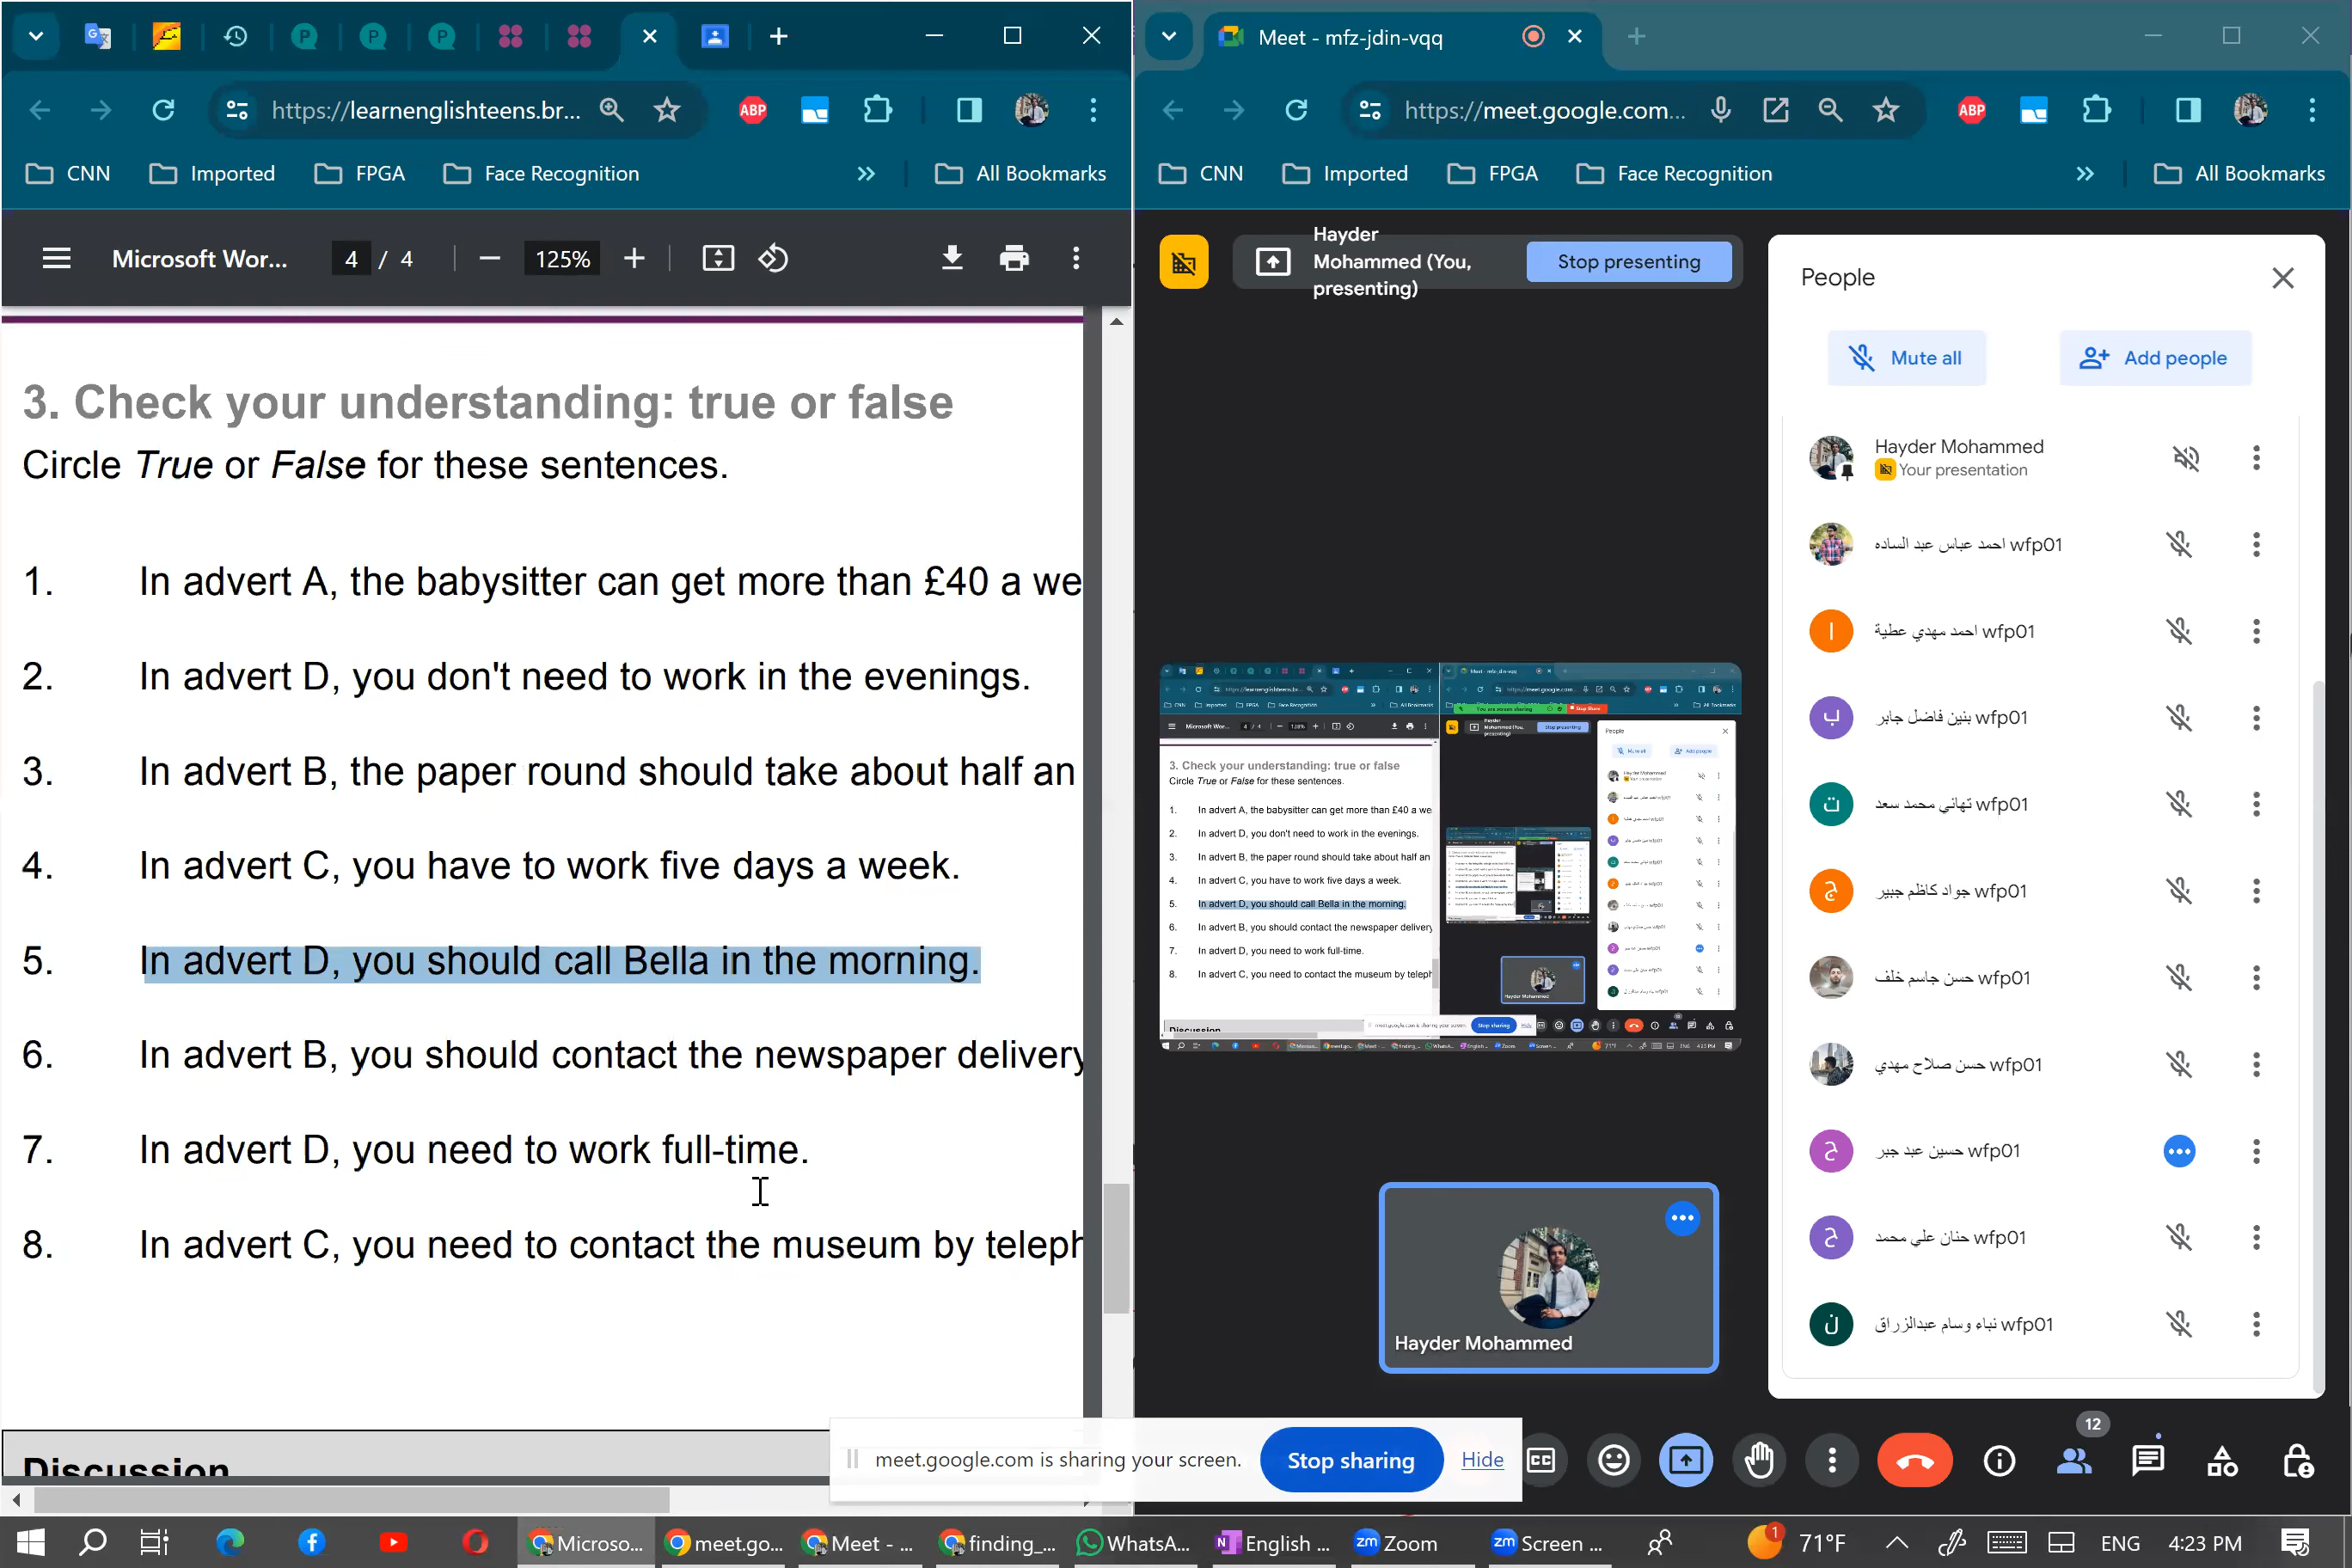 Meet - mfz-jdin-vqq
https://learnenglishteens.br...
https://meet.google.com...
CNN
Imported
FPGA
Face Recognition
All Bookmarks
CNN
Imported
FPGA
Face Recognition
All Bookmarks
Microsoft Wor...
4 / 4
125%
3. Check your understanding: true or false
Circle True or False for these sentences.
1. In advert A, the babysitter can get more than £40 a we
2. In advert D, you don't need to work in the evenings.
3. In advert B, the paper round should take about half an
4. In advert C, you have to work five days a week.
5. In advert D, you should call Bella in the morning.
6. In advert B, you should contact the newspaper delivery
7. In advert D, you need to work full-time.
8. In advert C, you need to contact the museum by teleph
Discussion
Hayder
Mohammed (You,
presenting)
Stop presenting
People
Mute all
Add people
Hayder Mohammed
Your presentation
احمد عباس عبد الساده wfp01
احمد مهدي عطية wfp01
بنين فاضل جابر wfp01
تهاني محمد سعد wfp01
جواد كاظم جبير wfp01
حسن جاسم خلف wfp01
حسن صلاح مهدي wfp01
حسين عبد جبر wfp01
حنان علي محمد wfp01
نباء وسام عبدالرزاق wfp01
Hayder Mohammed
12
meet.google.com is sharing your screen.
Stop sharing
Hide
Microso...
meet.go...
Meet - ...
finding_...
WhatsA...
English ...
Zoom
Screen ...
1
71°F
ENG
4:23 PM